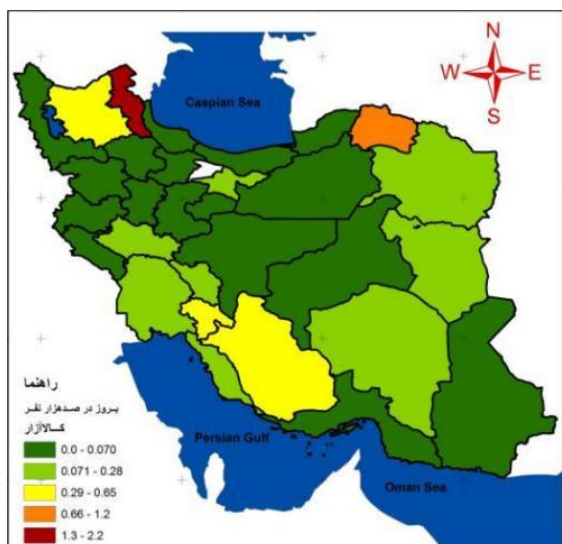 N
W E
S
Caspian Sea
راهنما
بروز در صدهزار نفر
کالاآزار
0.0 - 0.070
0.071 - 0.28
0.29 - 0.65
0.66 - 1.2
1.3 - 2.2
Persian Gulf
Oman Sea